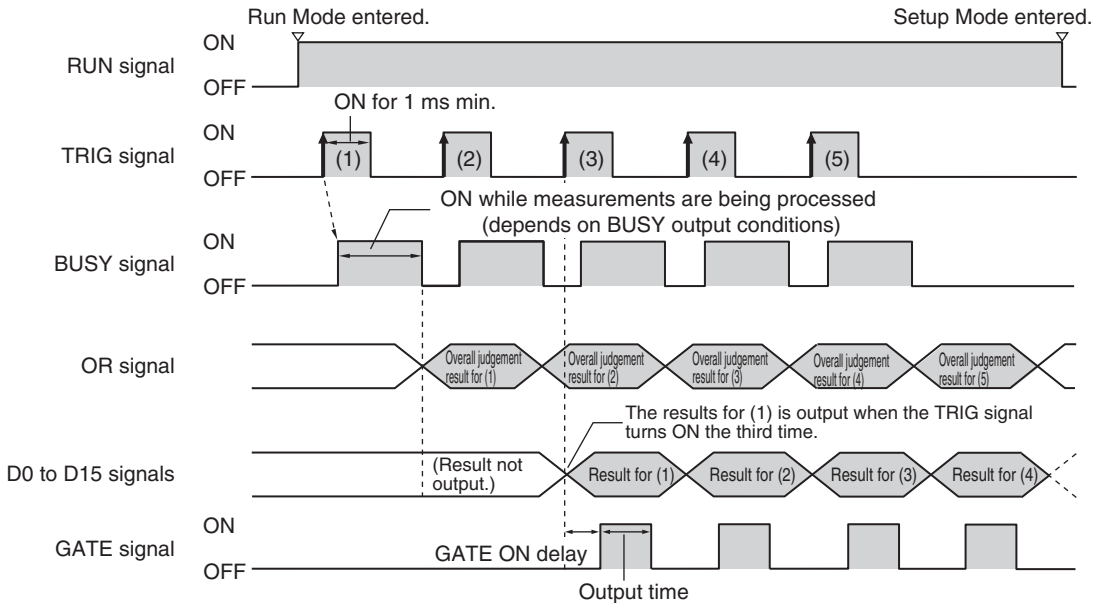 Run Mode entered.
Setup Mode entered.
RUN signal
ON
OFF
ON for 1 ms min.
TRIG signal
ON
OFF
(1)
(2)
(3)
(4)
(5)
ON while measurements are being processed
(depends on BUSY output conditions)
BUSY signal
ON
OFF
OR signal
Overall judgement
result for (1)
Overall judgement
result for (2)
Overall judgement
result for (3)
Overall judgement
result for (4)
Overall judgement
result for (5)
The results for (1) is output when the TRIG signal
turns ON the third time.
D0 to D15 signals
(Result not
output.)
Result for (1)
Result for (2)
Result for (3)
Result for (4)
GATE signal
ON
OFF
GATE ON delay
Output time